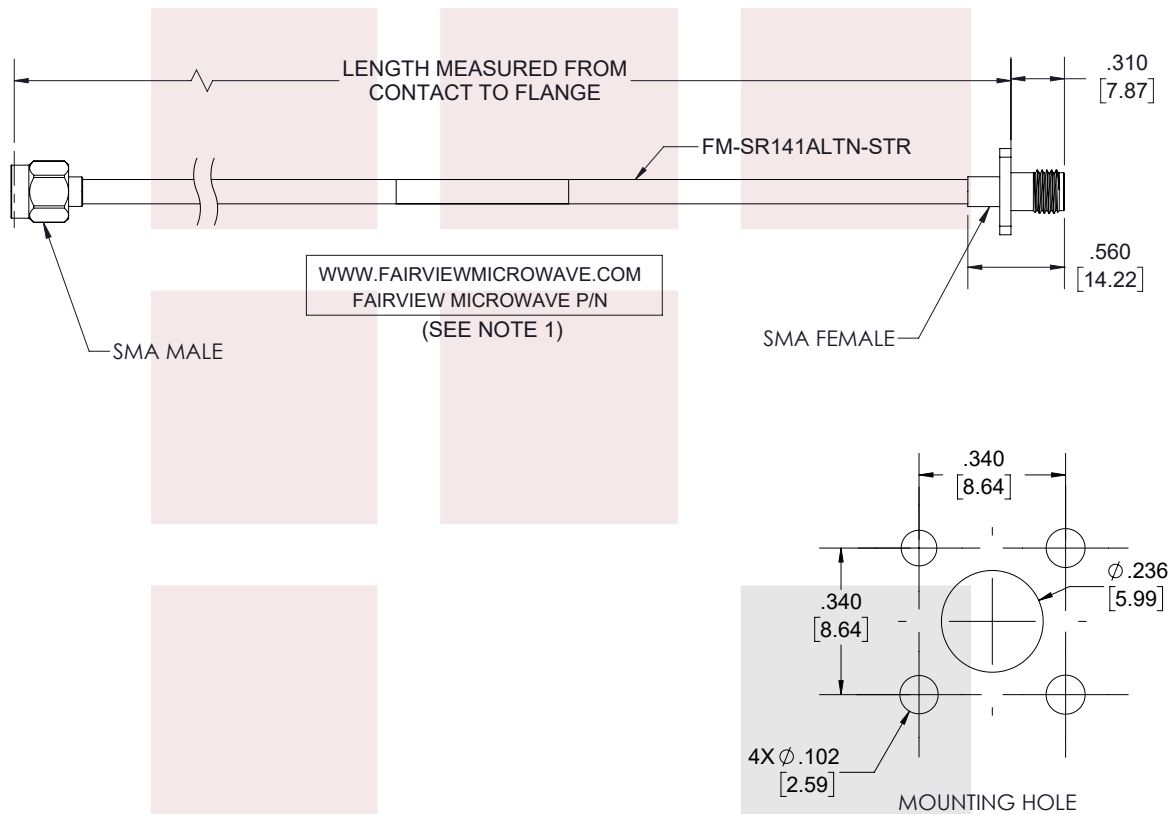 LENGTH MEASURED FROM
CONTACT TO FLANGE
.310
[7.87]
FM-SR141ALTN-STR
WWW.FAIRVIEWMICROWAVE.COM
FAIRVIEW MICROWAVE P/N
(SEE NOTE 1)
.560
[14.22]
SMA MALE
SMA FEMALE
.340
[8.64]
.340
[8.64]
⌀.236
[5.99]
4X ⌀.102
[2.59]
MOUNTING HOLE